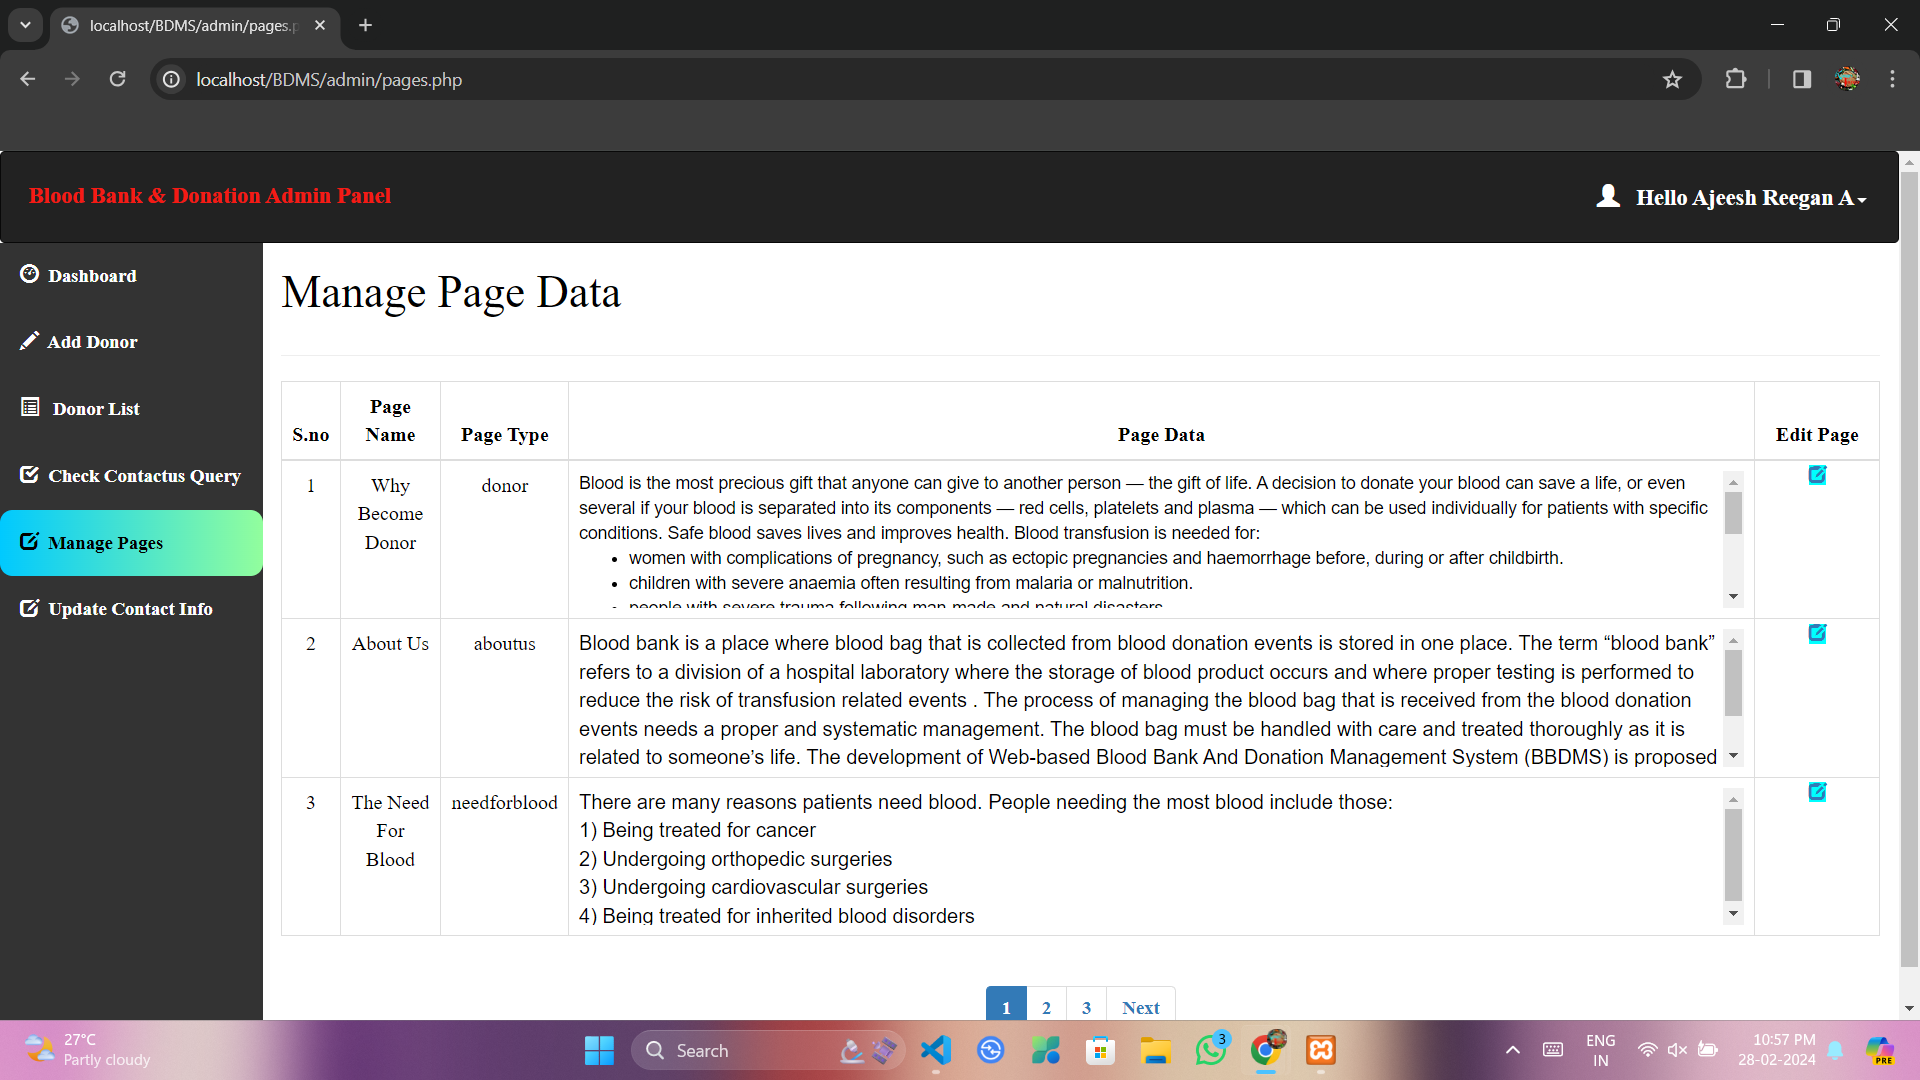 localhost/BDMS/admin/pages.p
localhost/BDMS/admin/pages.php
Blood Bank & Donation Admin Panel
Hello Ajeesh Reegan A
Dashboard
Add Donor
Donor List
Check Contactus Query
Manage Pages
Update Contact Info
Manage Page Data
S.no
Page
Name
Page Type
Page Data
Edit Page
1
Why
Become
Donor
donor
Blood is the most precious gift that anyone can give to another person — the gift of life. A decision to donate your blood can save a life, or even
several if your blood is separated into its components — red cells, platelets and plasma — which can be used individually for patients with specific
conditions. Safe blood saves lives and improves health. Blood transfusion is needed for:
• women with complications of pregnancy, such as ectopic pregnancies and haemorrhage before, during or after childbirth.
• children with severe anaemia often resulting from malaria or malnutrition.
• people with severe trauma following man-made and natural disasters.
2
About Us
aboutus
Blood bank is a place where blood bag that is collected from blood donation events is stored in one place. The term “blood bank”
refers to a division of a hospital laboratory where the storage of blood product occurs and where proper testing is performed to
reduce the risk of transfusion related events . The process of managing the blood bag that is received from the blood donation
events needs a proper and systematic management. The blood bag must be handled with care and treated thoroughly as it is
related to someone’s life. The development of Web-based Blood Bank And Donation Management System (BBDMS) is proposed
3
The Need
For
Blood
needforblood
There are many reasons patients need blood. People needing the most blood include those:
1) Being treated for cancer
2) Undergoing orthopedic surgeries
3) Undergoing cardiovascular surgeries
4) Being treated for inherited blood disorders
1 2 3 Next
27°C
Partly cloudy
Search
3
ENG
IN
10:57 PM
28-02-2024
PRE